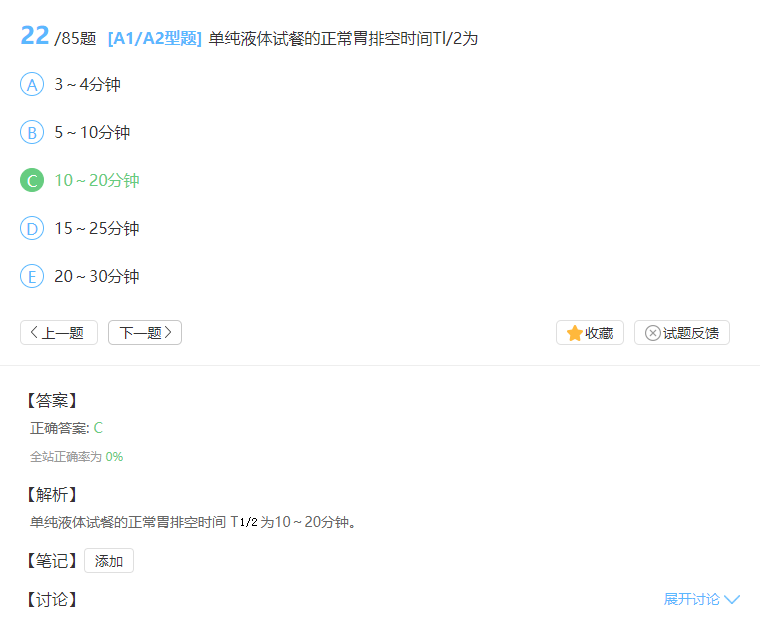 22 /85题 [A1/A2型题] 单纯液体试餐的正常胃排空时间Tl/2为
A 3～4分钟
B 5～10分钟
C 10～20分钟
D 15～25分钟
E 20～30分钟
上一题 下一题 收藏 试题反馈
【答案】
正确答案: C
全站正确率为 0%
【解析】
单纯液体试餐的正常胃排空时间 T1/2 为10～20分钟。
【笔记】 添加
【讨论】 展开讨论